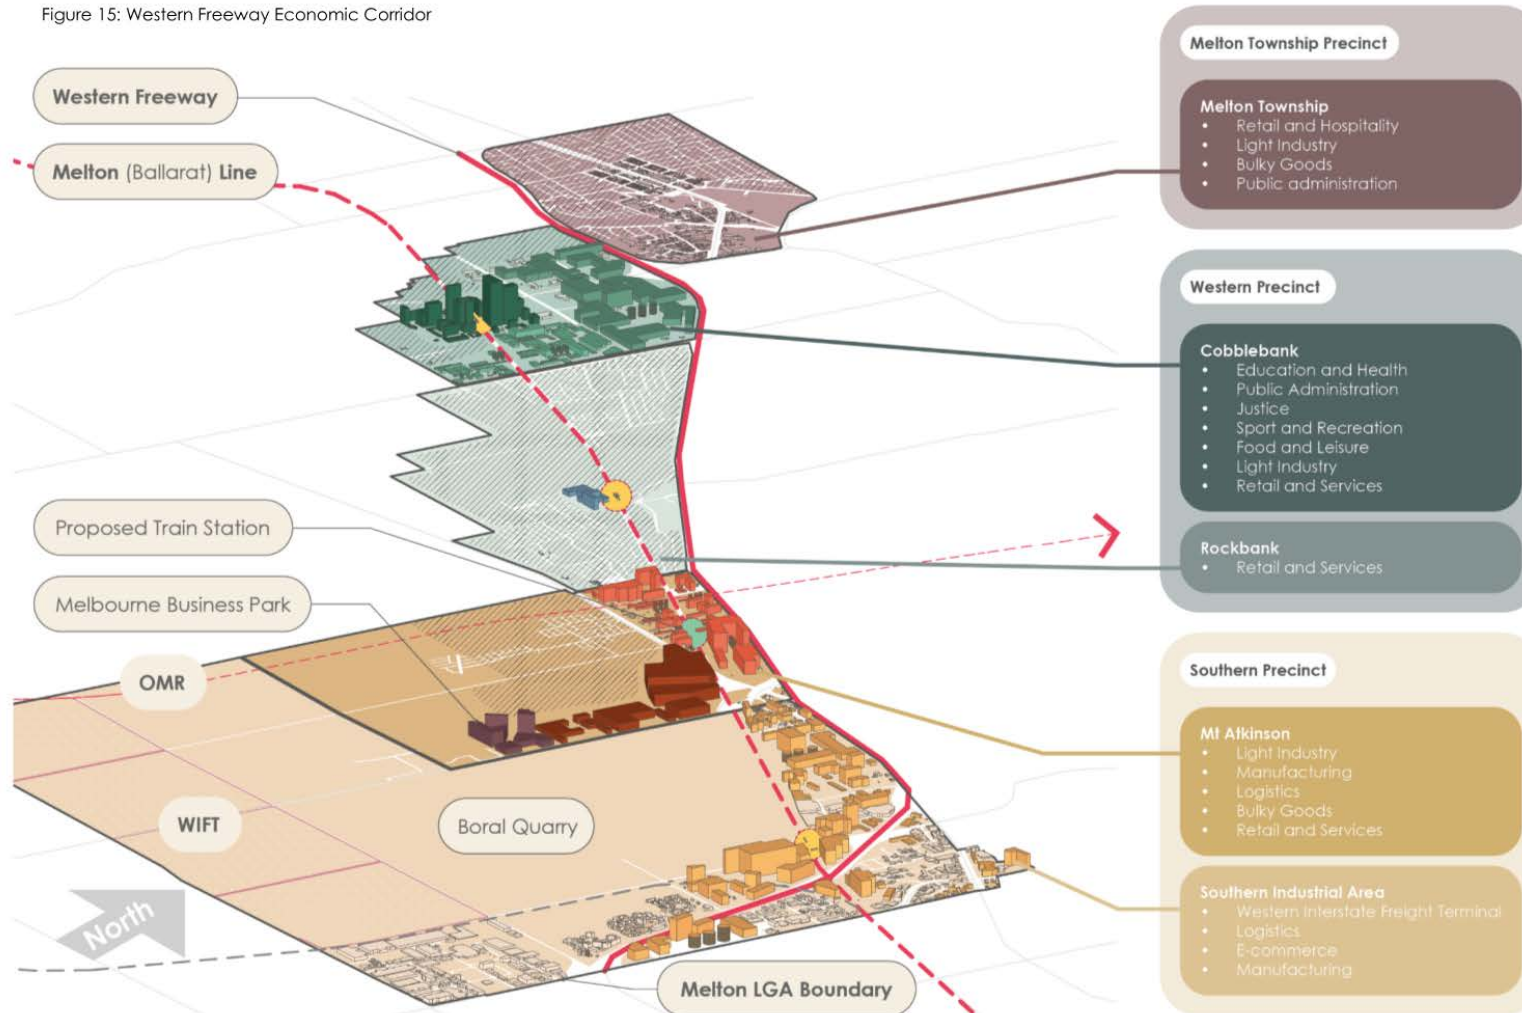 Figure 15: Western Freeway Economic Corridor
Western Freeway
Melton (Ballarat) Line
Proposed Train Station
Melbourne Business Park
OMR
WIFT
Boral Quarry
North
Melton LGA Boundary
Melton Township Precinct
Melton Township
• Retail and Hospitality
• Light Industry
• Bulky Goods
• Public administration
Western Precinct
Cobblebank
• Education and Health
• Public Administration
• Justice
• Sport and Recreation
• Food and Leisure
• Light Industry
• Retail and Services
Rockbank
• Retail and Services
Southern Precinct
Mt Atkinson
• Light Industry
• Manufacturing
• Logistics
• Bulky Goods
• Retail and Services
Southern Industrial Area
• Western Interstate Freight Terminal
• Logistics
• E-commerce
• Manufacturing